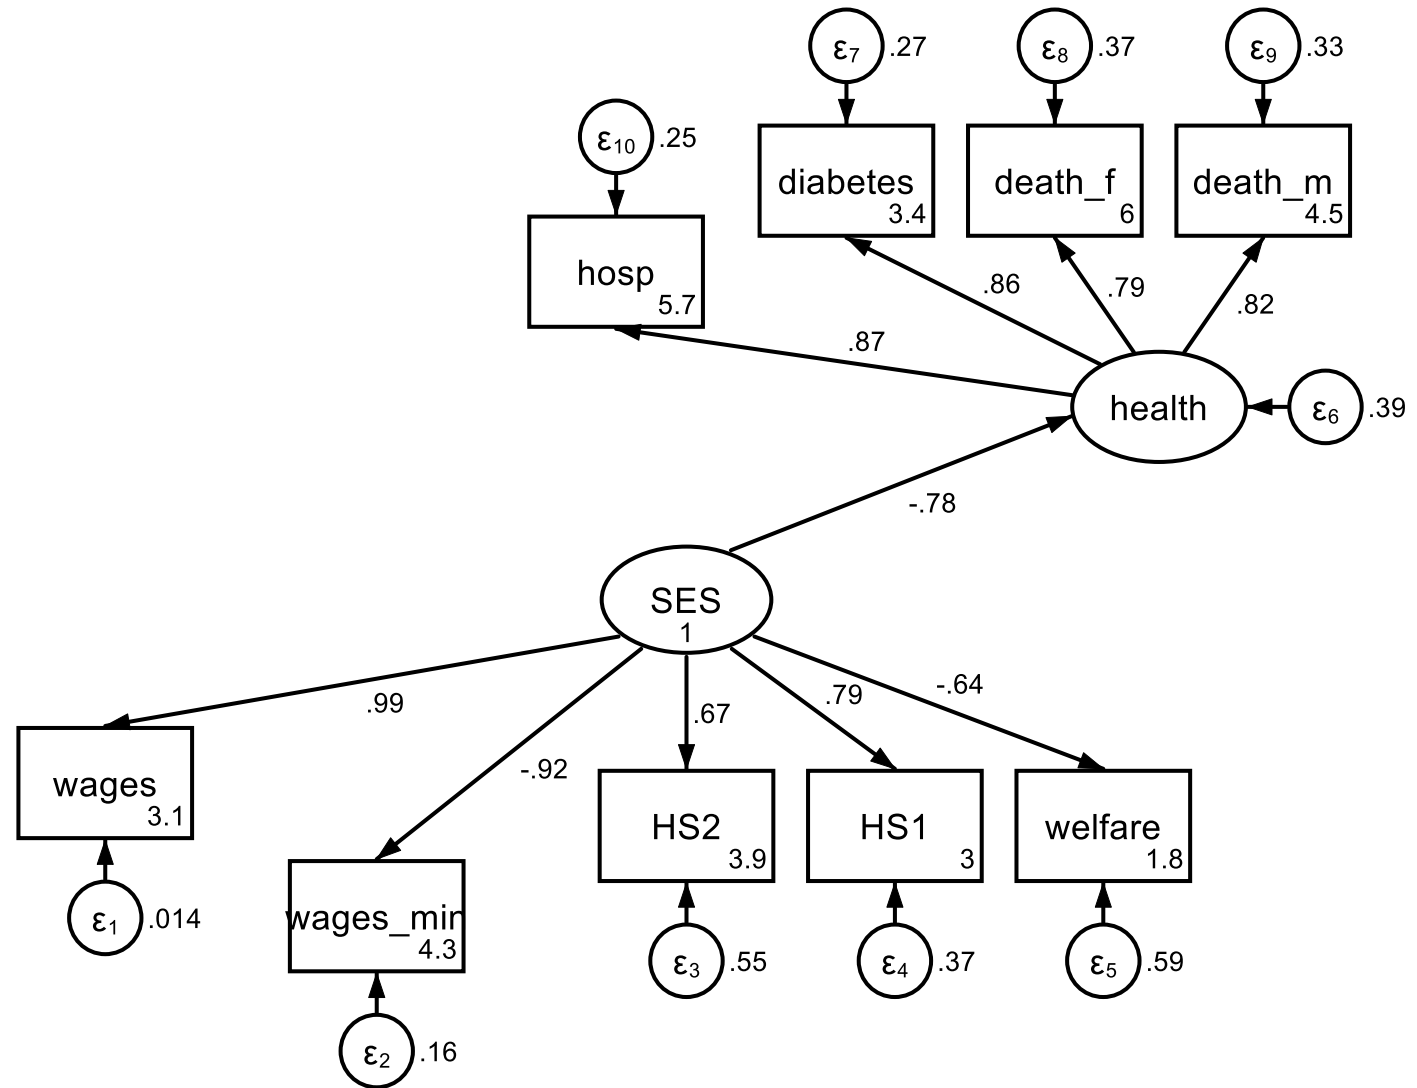 ε7 .27
ε8 .37
ε9 .33
ε10 .25
diabetes
3.4
death_f
6
death_m
4.5
hosp
5.7
.86
.79
.82
.87
health
ε6 .39
-.78
SES
1
.99
-.92
.67
.79
-.64
wages
3.1
HS2
3.9
HS1
3
welfare
1.8
wages_min
4.3
ε1 .014
ε3 .55
ε4 .37
ε5 .59
ε2 .16